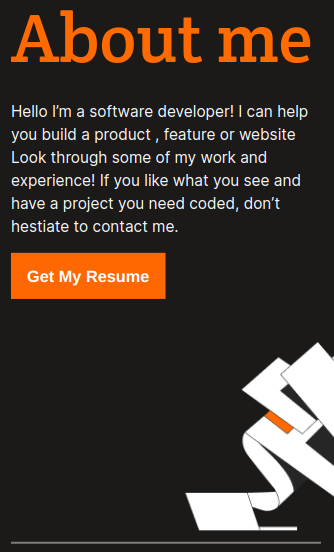 About me
Hello I’m a software developer! I can help
you build a product , feature or website
Look through some of my work and
experience! If you like what you see and
have a project you need coded, don’t
hestiate to contact me.
Get My Resume